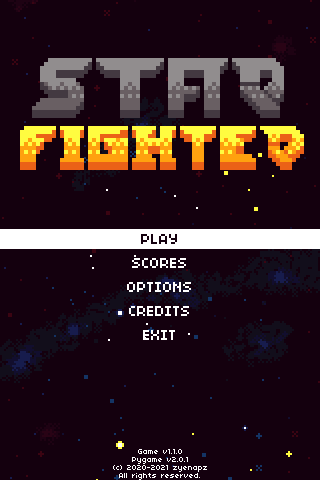 STAR
FIGHTER
PLAY
SCORES
OPTIONS
CREDITS
EXIT
Game v1.1.0
Pygame v2.0.1
(c) 2020-2021 zyenapz
All rights reserved.